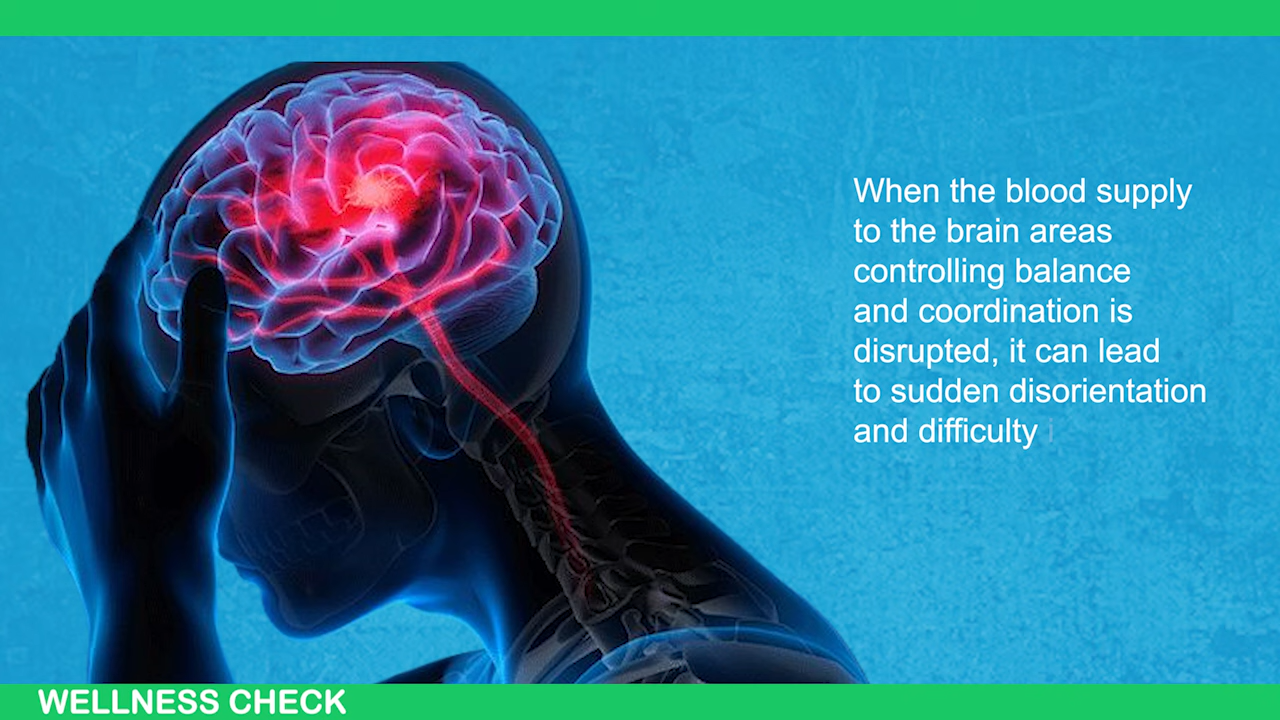 When the blood supply
to the brain areas
controlling balance
and coordination is
disrupted, it can lead
to sudden disorientation
and difficulty i
WELLNESS CHECK